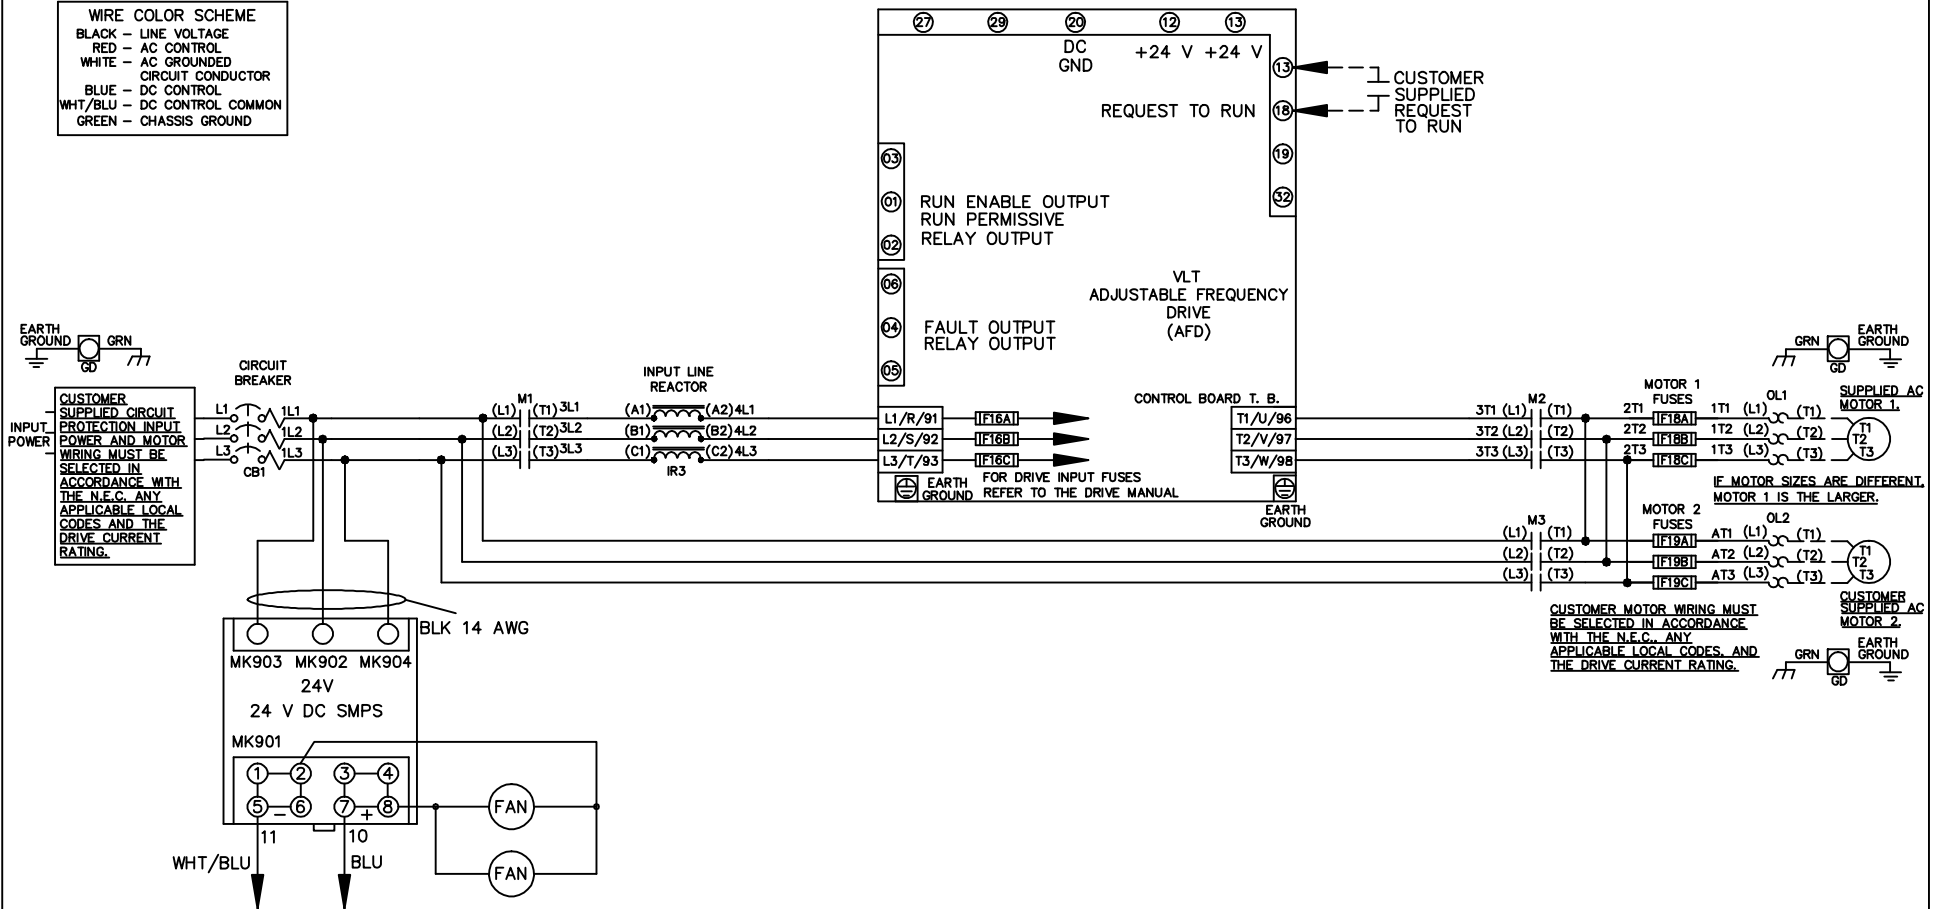 WIRE COLOR SCHEME
BLACK – LINE VOLTAGE
RED – AC CONTROL
WHITE – AC GROUNDED
CIRCUIT CONDUCTOR
BLUE – DC CONTROL
WHT/BLU – DC CONTROL COMMON
GREEN – CHASSIS GROUND
27 29 20 12 13
DC
GND
+24 V +24 V
13
REQUEST TO RUN 18
19
32
CUSTOMER
SUPPLIED
REQUEST
TO RUN
03
01
02
RUN ENABLE OUTPUT
RUN PERMISSIVE
RELAY OUTPUT
06
04
05
FAULT OUTPUT
RELAY OUTPUT
VLT
ADJUSTABLE FREQUENCY
DRIVE
(AFD)
CONTROL BOARD T. B.
L1/R/91 F16A T1/U/96
L2/S/92 F16B T2/V/97
L3/T/93 F16C T3/W/98
EARTH
GROUND
FOR DRIVE INPUT FUSES
REFER TO THE DRIVE MANUAL
EARTH
GROUND
EARTH
GROUND
GRN
GD
INPUT
POWER
CUSTOMER
SUPPLIED CIRCUIT
PROTECTION INPUT
POWER AND MOTOR
WIRING MUST BE
SELECTED IN
ACCORDANCE WITH
THE N.E.C. ANY
APPLICABLE LOCAL
CODES AND THE
DRIVE CURRENT
RATING.
CIRCUIT
BREAKER
L1 1L1
L2 1L2
L3 1L3
CB1
M1
(L1) (T1) 3L1
(L2) (T2) 3L2
(L3) (T3) 3L3
INPUT LINE
REACTOR
(A1) (A2) 4L1
(B1) (B2) 4L2
(C1) (C2) 4L3
IR3
M2
3T1 (L1) (T1)
3T2 (L2) (T2)
3T3 (L3) (T3)
MOTOR 1
FUSES
2T1 F18A 1T1 (L1)
2T2 F18B 1T2 (L2)
2T3 F18C 1T3 (L3)
OL1
(T1)
(T2)
(T3)
GRN
GD
EARTH
GROUND
SUPPLIED AC
MOTOR 1.
T1
T2
T3
IF MOTOR SIZES ARE DIFFERENT,
MOTOR 1 IS THE LARGER.
M3
(L1) (T1)
(L2) (T2)
(L3) (T3)
MOTOR 2
FUSES
F19A AT1 (L1)
F19B AT2 (L2)
F19C AT3 (L3)
OL2
(T1)
(T2)
(T3)
T1
T2
T3
CUSTOMER
SUPPLIED AC
MOTOR 2.
CUSTOMER MOTOR WIRING MUST
BE SELECTED IN ACCORDANCE
WITH THE N.E.C., ANY
APPLICABLE LOCAL CODES, AND
THE DRIVE CURRENT RATING.
GRN
GD
EARTH
GROUND
BLK 14 AWG
MK903 MK902 MK904
24V
24 V DC SMPS
MK901
1 2 3 4
5 – 6 7 + 8
11 10
WHT/BLU BLU
FAN
FAN